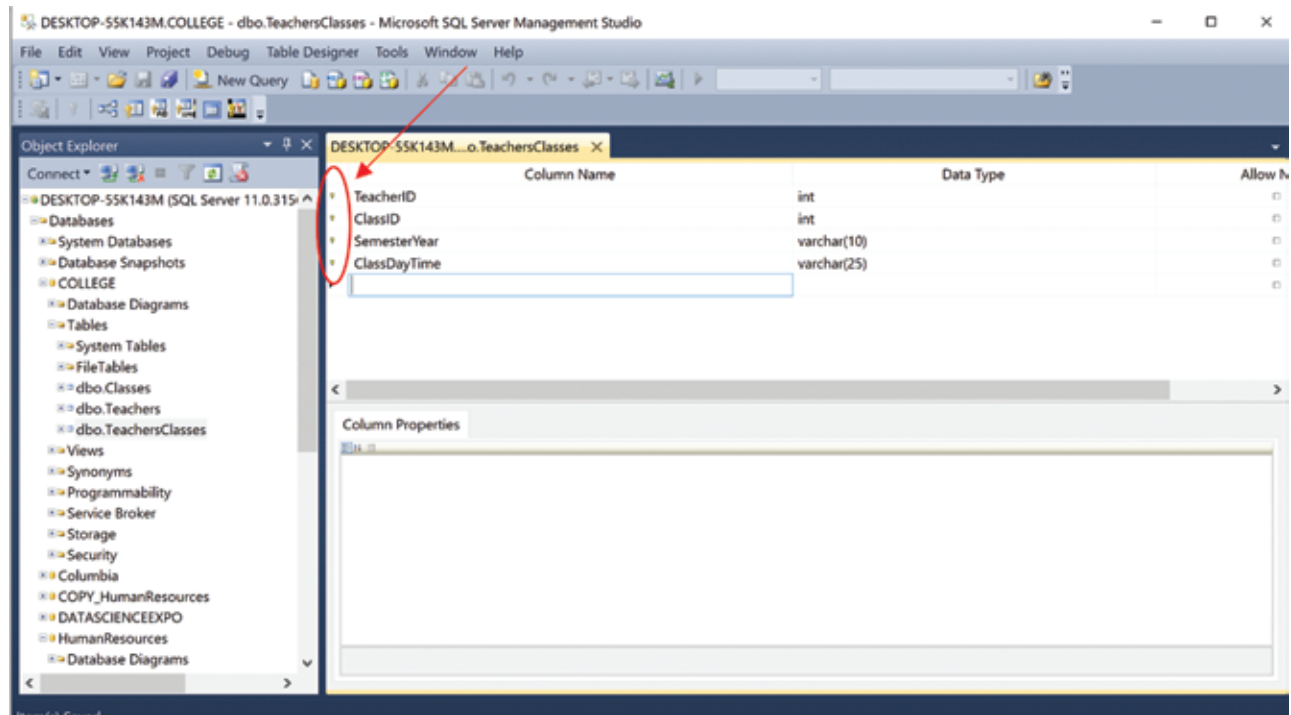 DESKTOP-55K143M.COLLEGE - dbo.TeachersClasses - Microsoft SQL Server Management Studio
File Edit View Project Debug Table Designer Tools Window Help
New Query
Object Explorer
Connect
DESKTOP-55K143M (SQL Server 11.0.315
Databases
System Databases
Database Snapshots
COLLEGE
Database Diagrams
Tables
System Tables
FileTables
dbo.Classes
dbo.Teachers
dbo.TeachersClasses
Views
Synonyms
Programmability
Service Broker
Storage
Security
Columbia
COPY_HumanResources
DATASCIENCEEXPO
HumanResources
Database Diagrams
DESKTOP-55K143M....o.TeachersClasses
Column Name Data Type Allow N
TeacherID int
ClassID int
SemesterYear varchar(10)
ClassDayTime varchar(25)
Column Properties
Item(s) Saved